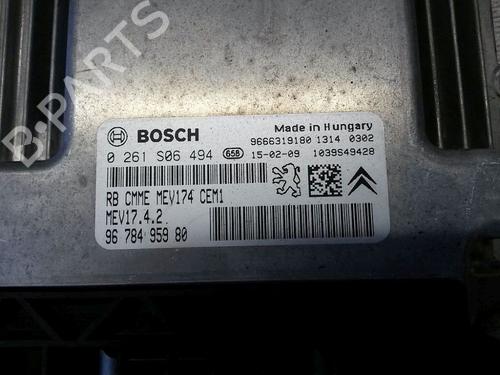 B-PARTS
BOSCH
Made in Hungary
9666319180 1314 0302
0 261 S06 494 658 15-02-09 1039S49428
RB CMME MEV174 CEM1
MEV17.4.2
96 784 959 80